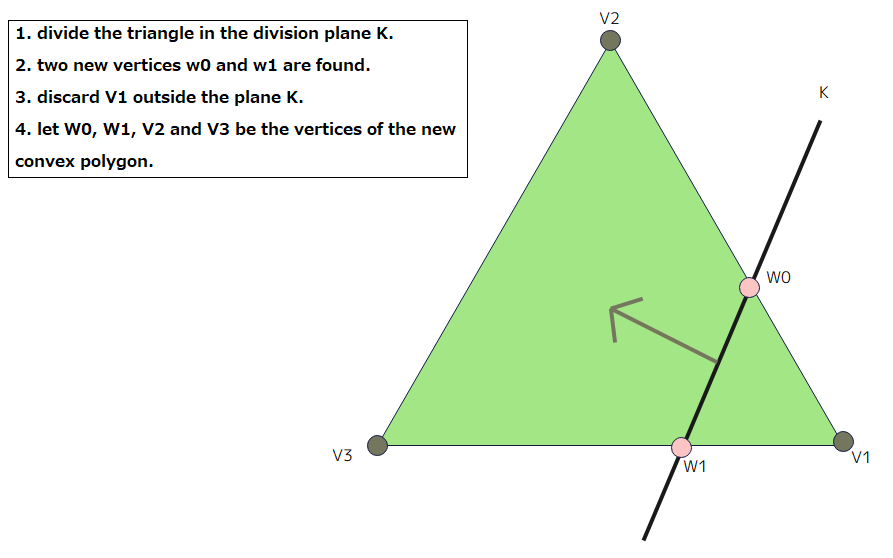 1. divide the triangle in the division plane K.
2. two new vertices w0 and w1 are found.
3. discard V1 outside the plane K.
4. let W0, W1, V2 and V3 be the vertices of the new
convex polygon.
V2
K
W0
V3
W1
V1